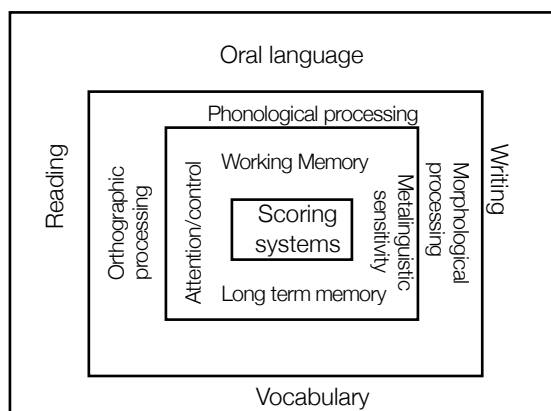 Oral language
Phonological processing
Reading
Orthographic
processing
Attention/control
Working Memory
Scoring
systems
Long term memory
Metalinguistic
sensitivity
Morphological
processing
Writing
Vocabulary